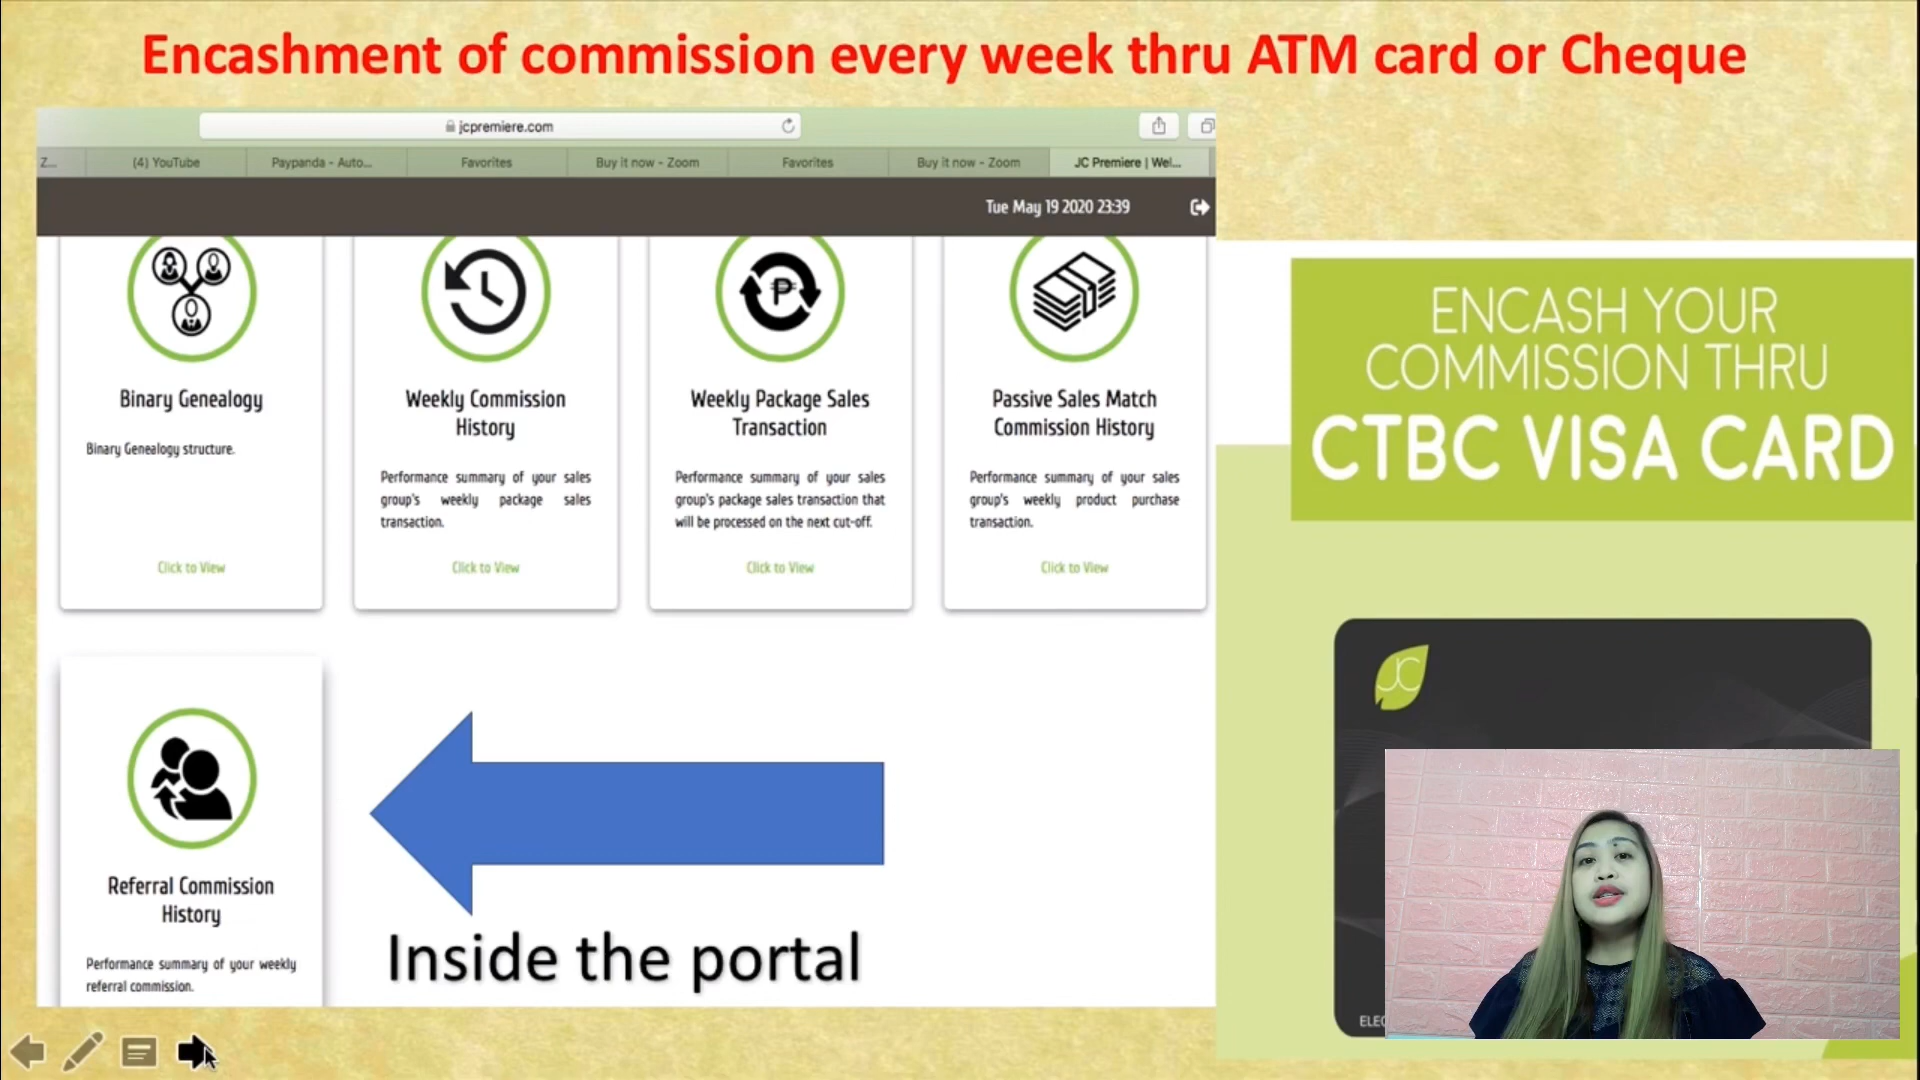 Encashment of commission every week thru ATM card or Cheque
jcpremiere.com
Z...
(4) YouTube
Paypanda - Auto...
Favorites
Buy it now - Zoom
Favorites
Buy it now - Zoom
JC Premiere | Wel...
Tue May 19 2020 23:39
Binary Genealogy
Binary Genealogy structure.
Click to View
Weekly Commission
History
Performance summary of your sales
group's weekly package sales
transaction.
Click to View
Weekly Package Sales
Transaction
Performance summary of your sales
group's package sales transaction that
will be processed on the next cut-off.
Click to View
Passive Sales Match
Commission History
Performance summary of your sales
group's weekly product purchase
transaction.
Click to View
Referral Commission
History
Performance summary of your weekly
referral commission.
Inside the portal
ENCASH YOUR
COMMISSION THRU
CTBC VISA CARD
JC
ELEC